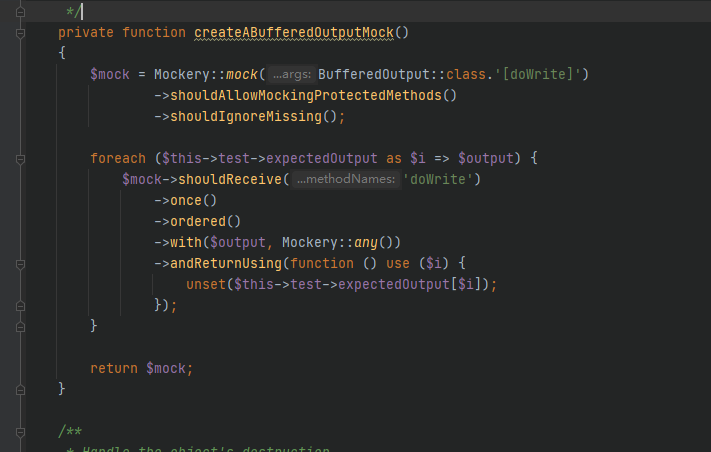 */
private function createABufferedOutputMock()
{
$mock = Mockery::mock( ...args: BufferedOutput::class.'[doWrite]')
->shouldAllowMockingProtectedMethods()
->shouldIgnoreMissing();
foreach ($this->test->expectedOutput as $i => $output) {
$mock->shouldReceive( ...methodNames: 'doWrite')
->once()
->ordered()
->with($output, Mockery::any())
->andReturnUsing(function () use ($i) {
unset($this->test->expectedOutput[$i]);
});
}
return $mock;
}
/**
* Handle the object's destruction